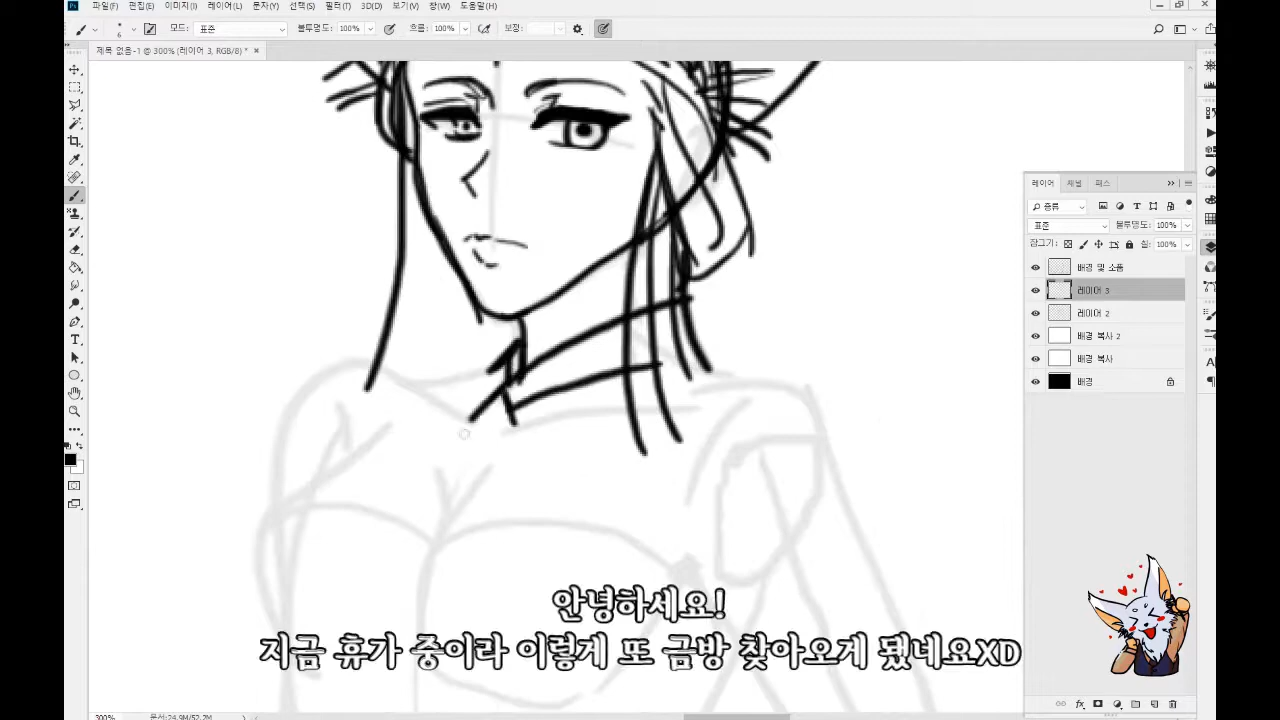 Ps 파일(F) 편집(E) 이미지(I) 레이어(L) 문자(Y) 선택(S) 필터(T) 3D(D) 보기(V) 창(W) 도움말(H)
6 모드: 표준 불투명도: 100% 흐름: 100% 보정:
제목 없음-1 @ 300% (레이어 3, RGB/8) * ×
레이어 채널 패스
종류
표준 불투명도: 100%
잠그기: 칠: 100%
배경 및 소품
레이어 3
레이어 2
배경 복사 2
배경 복사
배경
안녕하세요!
지금 휴가 중이라 이렇게 또 금방 찾아오게 됐네요XD
300% 문서:24.9M/52.2M